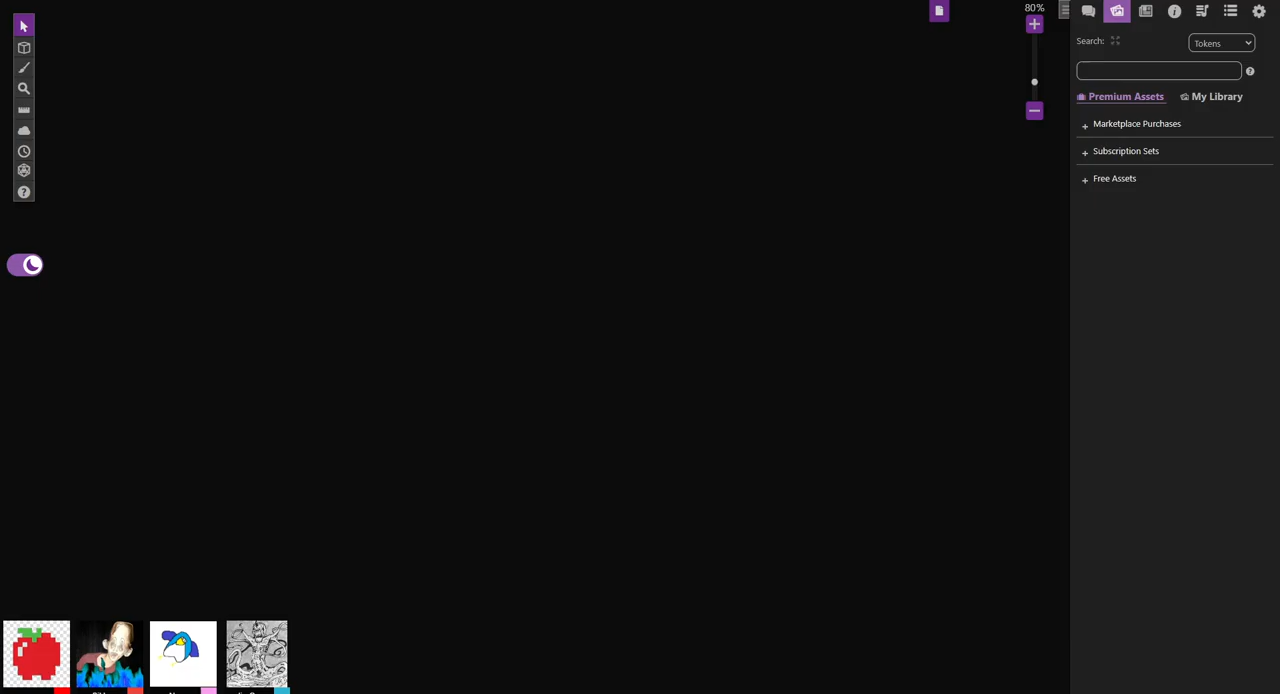 80%
Search:
Tokens
Premium Assets
My Library
Marketplace Purchases
Subscription Sets
Free Assets